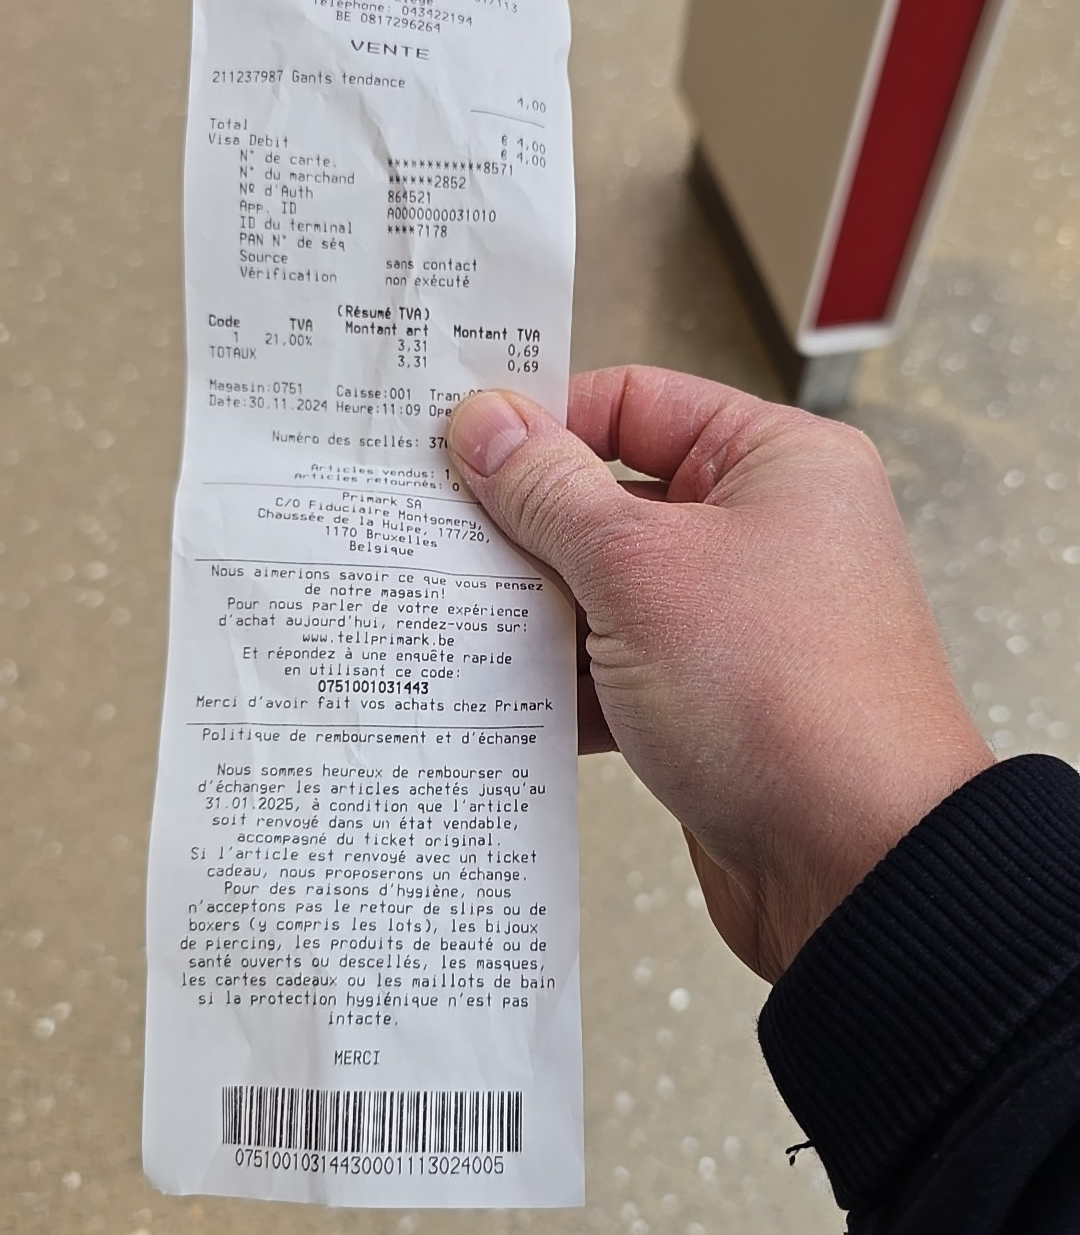 Téléphone: 043422194
BE 0817296264
VENTE
211237987 Gants tendance
4,00
Total € 4,00
Visa Debit € 4,00
N° de carte. ************8571
N° du marchand ******2852
Nº d'Auth 864521
App. ID A0000000031010
ID du terminal ****7178
PAN N° de séq
Source sans contact
Vérification non exécuté
(Résumé TVA)
Code TVA Montant art Montant TVA
1 21,00% 3,31 0,69
TOTAUX 3,31 0,69
Magasin:0751 Caisse:001 Tran:
Date:30.11.2024 Heure:11:09 Ope
Numéro des scellés: 37
Articles vendus: 1
Articles retournés: 0
Primark SA
C/O Fiduciaire Montgomery,
Chaussée de la Hulpe, 177/20,
1170 Bruxelles
Belgique
Nous aimerions savoir ce que vous pensez
de notre magasin!
Pour nous parler de votre expérience
d'achat aujourd'hui, rendez-vous sur:
www.tellprimark.be
Et répondez à une enquête rapide
en utilisant ce code:
0751001031443
Merci d'avoir fait vos achats chez Primark
Politique de remboursement et d'échange
Nous sommes heureux de rembourser ou
d'échanger les articles achetés jusqu'au
31.01.2025, à condition que l'article
soit renvoyé dans un état vendable,
accompagné du ticket original.
Si l'article est renvoyé avec un ticket
cadeau, nous proposerons un échange.
Pour des raisons d'hygiène, nous
n'acceptons pas le retour de slips ou de
boxers (y compris les lots), les bijoux
de piercing, les produits de beauté ou de
santé ouverts ou descellés, les masques,
les cartes cadeaux ou les maillots de bain
si la protection hygiénique n'est pas
intacte.
MERCI
07510010314430001113024005